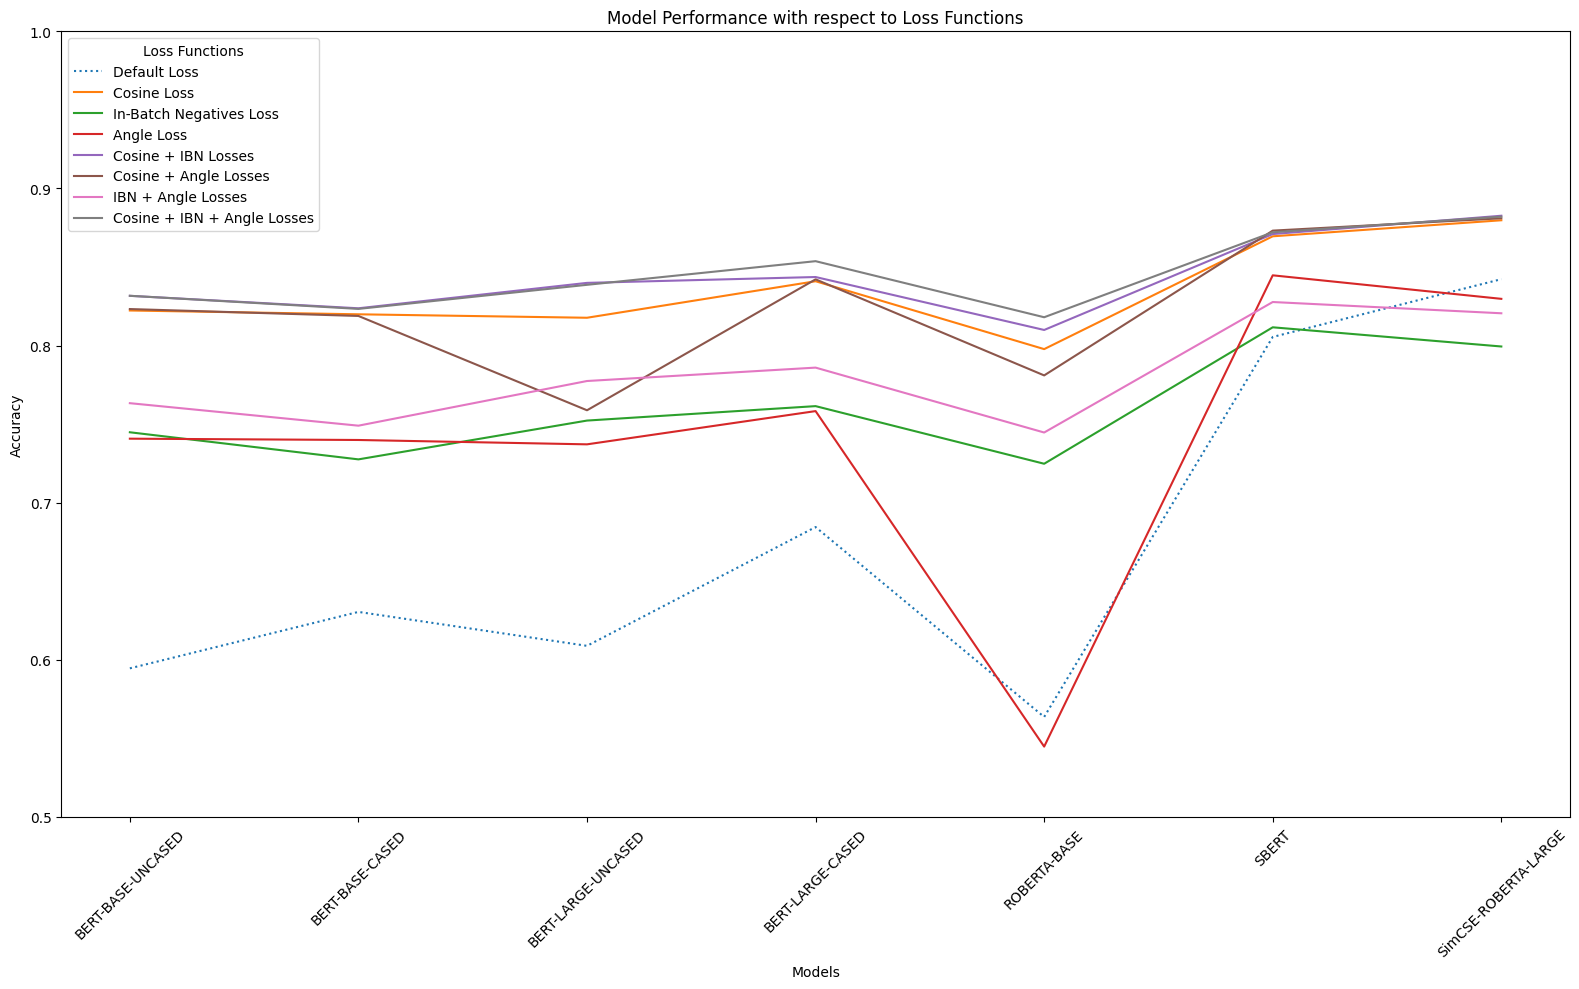 Model Performance with respect to Loss Functions
Loss Functions
Default Loss
Cosine Loss
In-Batch Negatives Loss
Angle Loss
Cosine + IBN Losses
Cosine + Angle Losses
IBN + Angle Losses
Cosine + IBN + Angle Losses
Accuracy
1.0
0.9
0.8
0.7
0.6
0.5
BERT-BASE-UNCASED
BERT-BASE-CASED
BERT-LARGE-UNCASED
BERT-LARGE-CASED
ROBERTA-BASE
SBERT
SimCSE-ROBERTA-LARGE
Models